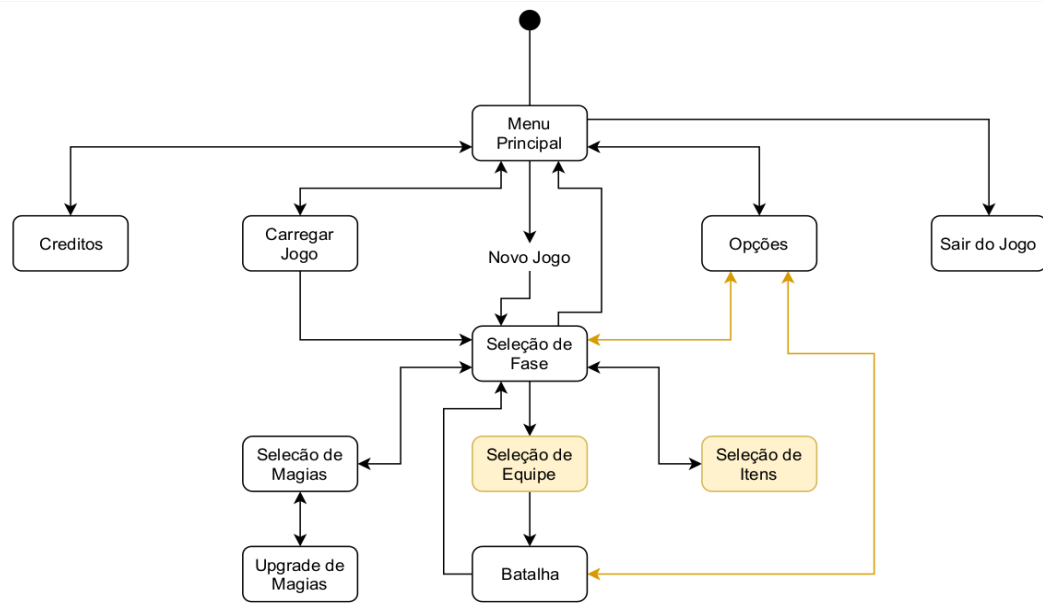 Menu
Principal
Creditos
Carregar
Jogo
Novo Jogo
Opções
Sair do Jogo
Seleção de
Fase
Selecão de
Magias
Seleção de
Equipe
Seleção de
Itens
Upgrade de
Magias
Batalha